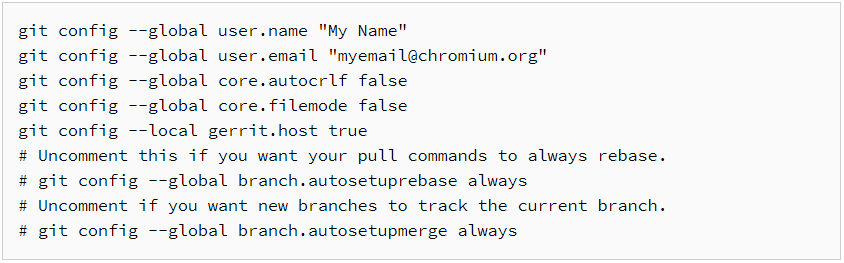 git config --global user.name "My Name"
git config --global user.email "myemail@chromium.org"
git config --global core.autocrlf false
git config --global core.filemode false
git config --local gerrit.host true
# Uncomment this if you want your pull commands to always rebase.
# git config --global branch.autosetuprebase always
# Uncomment if you want new branches to track the current branch.
# git config --global branch.autosetupmerge always